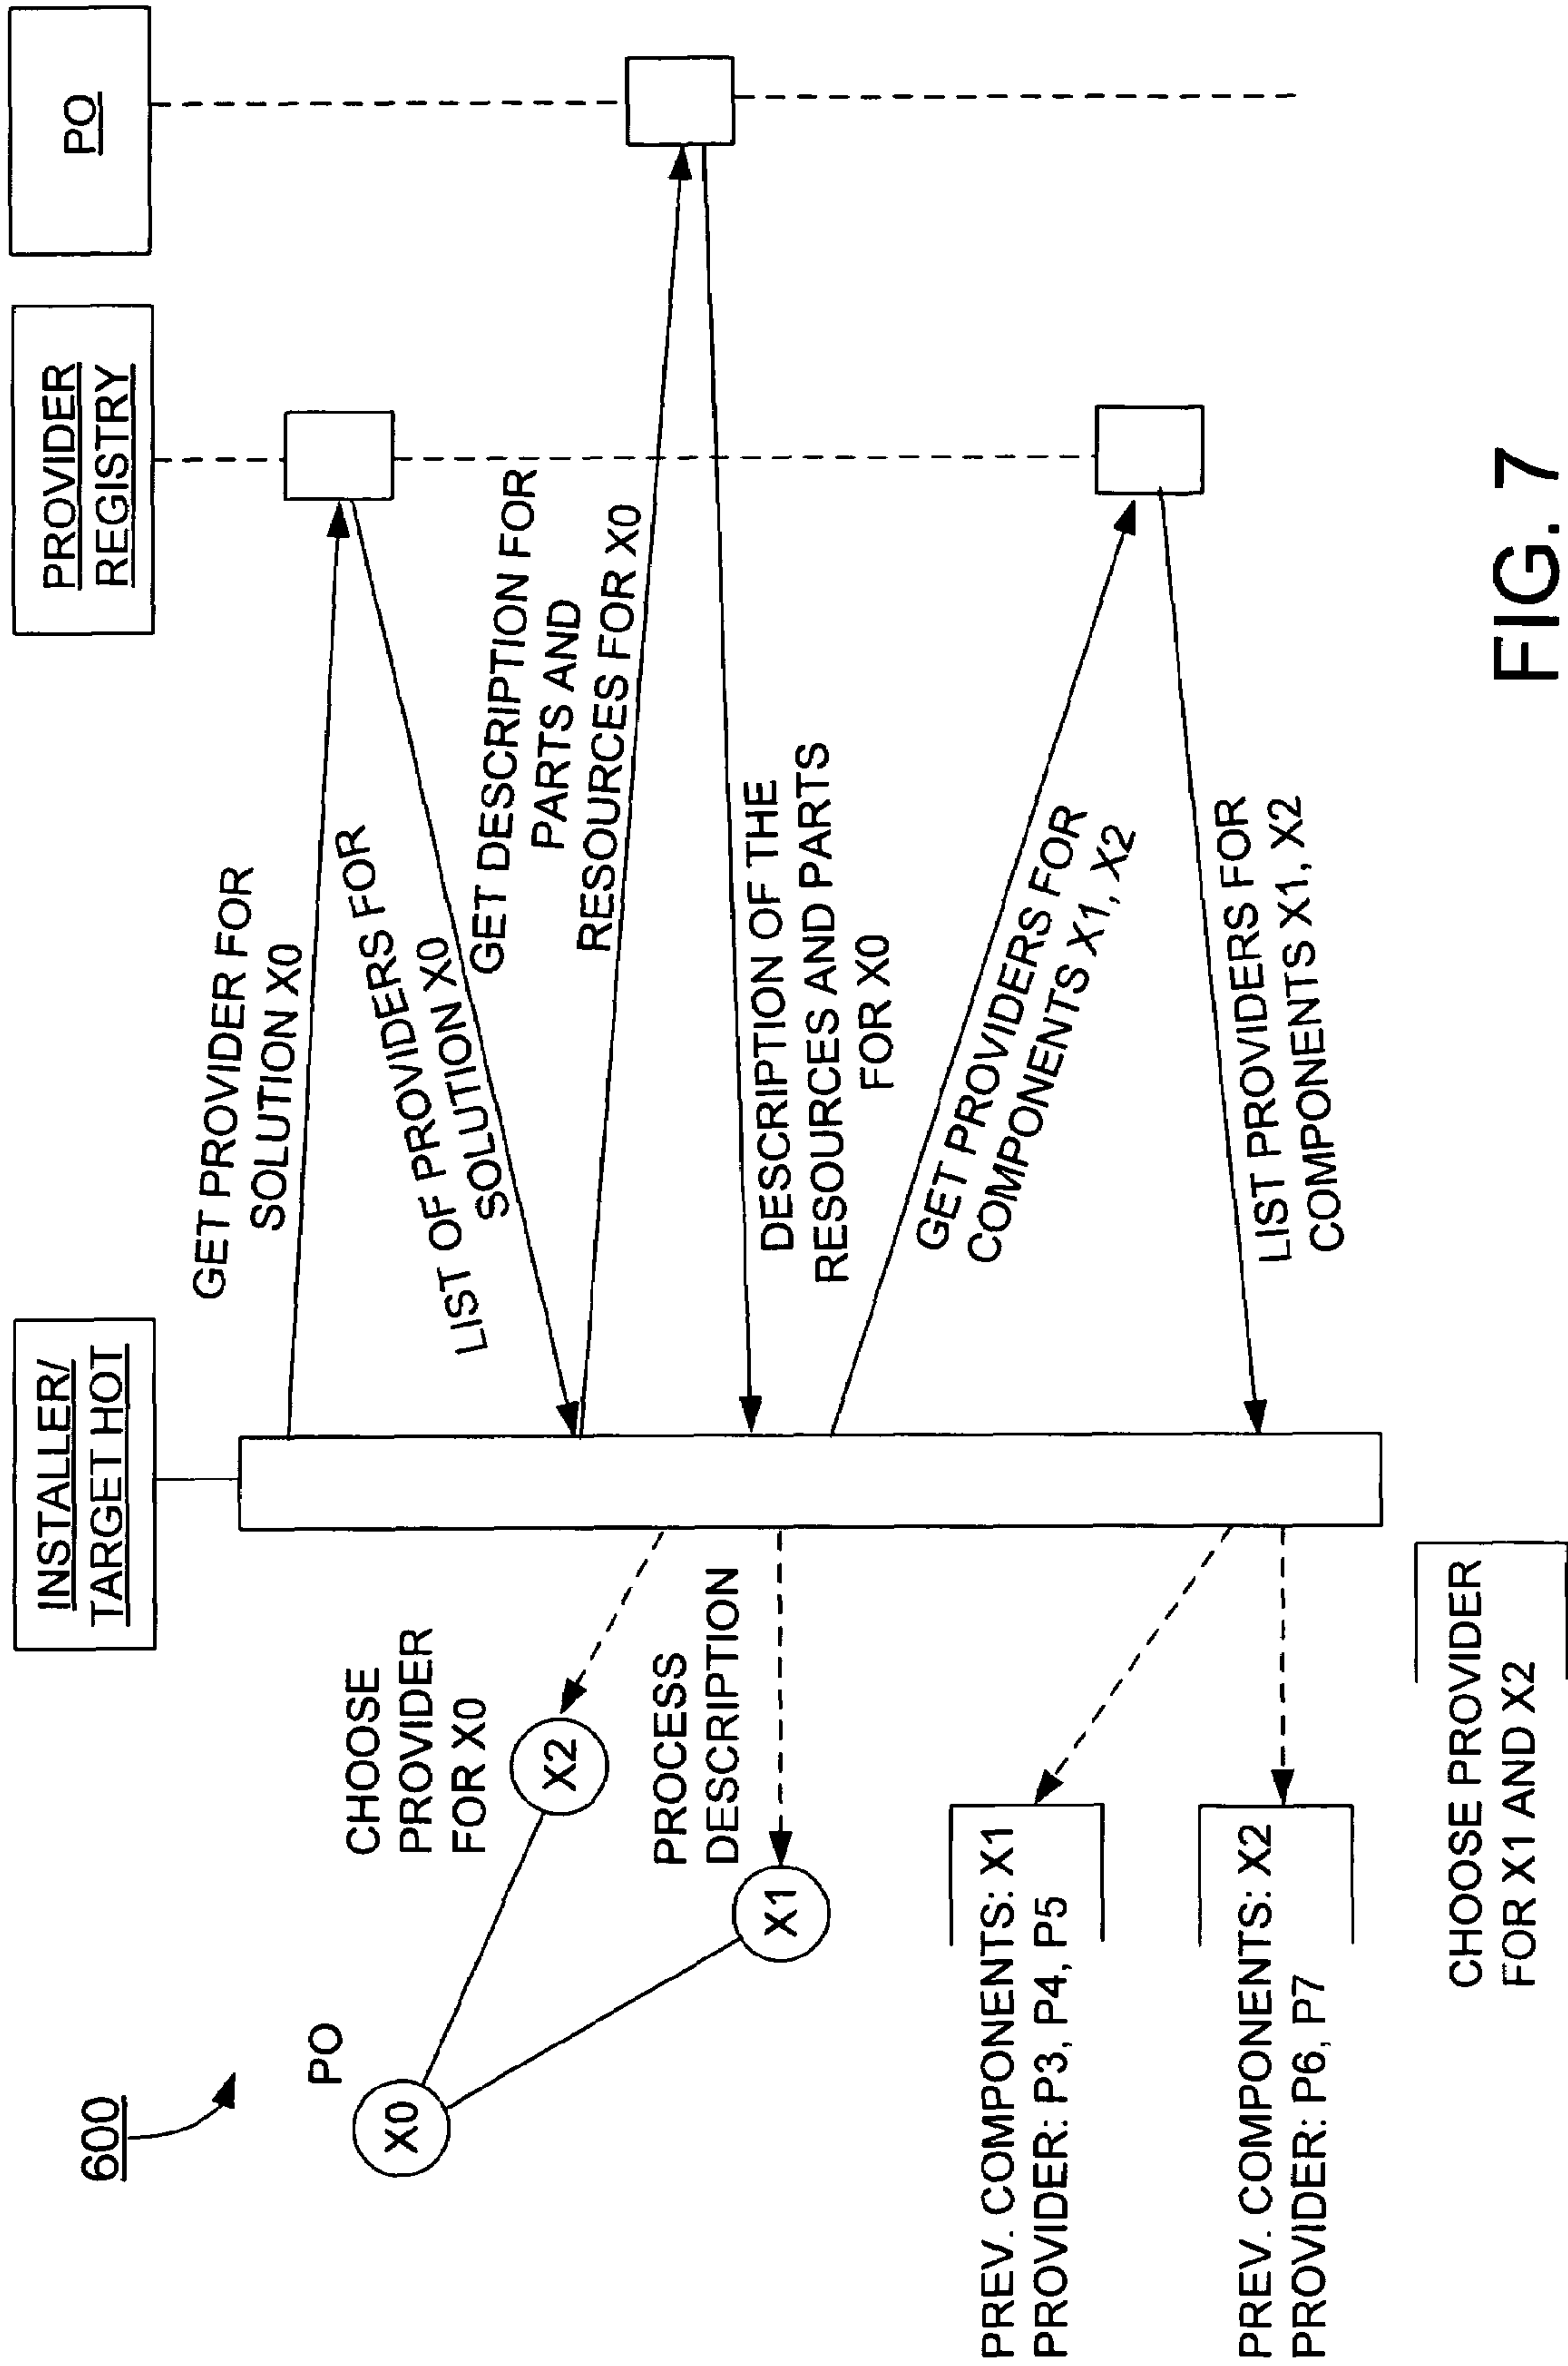 600
INSTALLER/
TARGET HOT
PROVIDER
REGISTRY
PO
GET PROVIDER FOR
SOLUTION X0
LIST OF PROVIDERS FOR
SOLUTION X0
PO
X0
CHOOSE
PROVIDER
FOR X0
X2
GET DESCRIPTION FOR
PARTS AND
RESOURCES FOR X0
PROCESS
DESCRIPTION
X1
DESCRIPTION OF THE
RESOURCES AND PARTS
FOR X0
GET PROVIDERS FOR
COMPONENTS X1, X2
PREV. COMPONENTS: X1
PROVIDER: P3, P4, P5
LIST PROVIDERS FOR
COMPONENTS X1, X2
PREV. COMPONENTS: X2
PROVIDER: P6, P7
CHOOSE PROVIDER
FOR X1 AND X2
FIG. 7